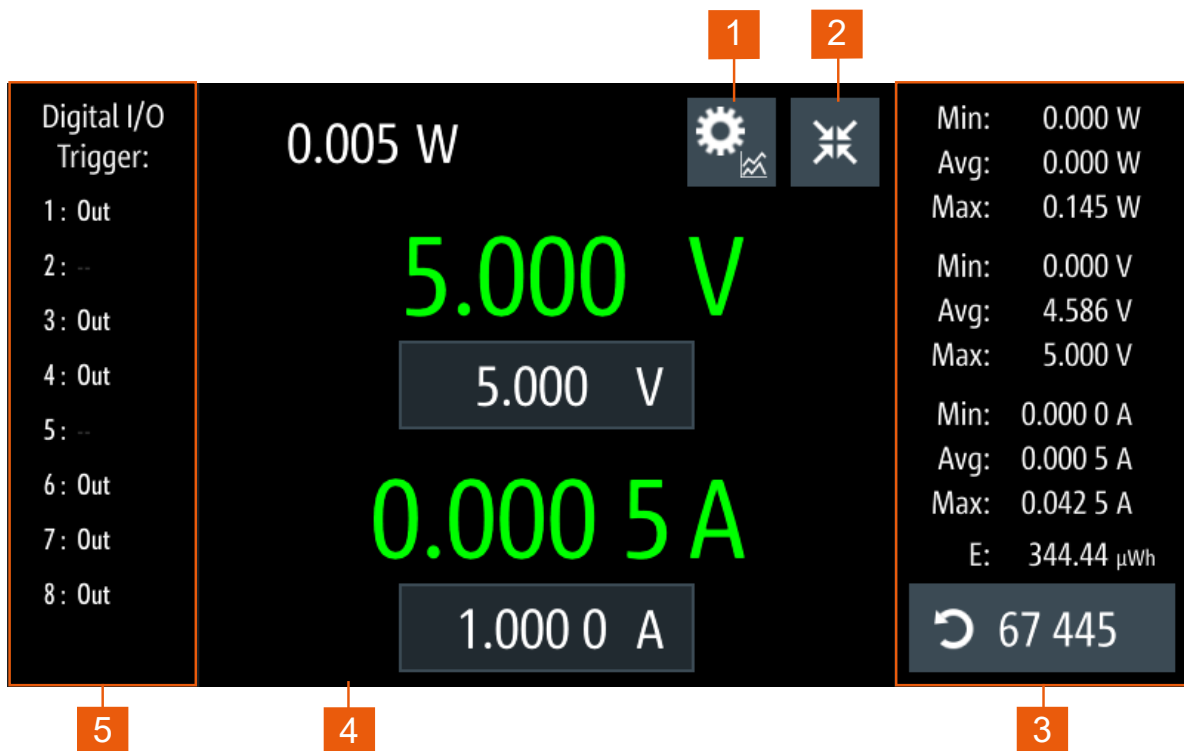 1
2
Digital I/O
Trigger:
1: Out
2: --
3: Out
4: Out
5: --
6: Out
7: Out
8: Out
0.005 W
5.000 V
5.000 V
0.000 5 A
1.000 0 A
Min: 0.000 W
Avg: 0.000 W
Max: 0.145 W
Min: 0.000 V
Avg: 4.586 V
Max: 5.000 V
Min: 0.000 0 A
Avg: 0.000 5 A
Max: 0.042 5 A
E: 344.44 µWh
67 445
5
4
3